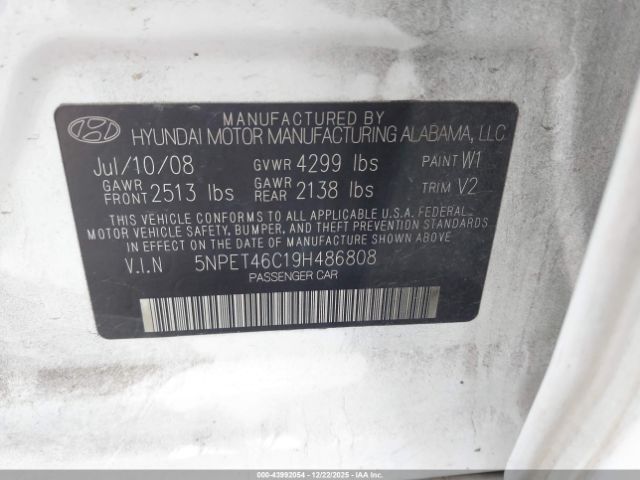 MANUFACTURED BY
HYUNDAI MOTOR MANUFACTURING ALABAMA, LLC
Jul/10/08 GVWR 4299 lbs PAINT W1
GAWR FRONT 2513 lbs GAWR REAR 2138 lbs TRIM V2
THIS VEHICLE CONFORMS TO ALL APPLICABLE U.S.A. FEDERAL
MOTOR VEHICLE SAFETY, BUMPER, AND THEFT PREVENTION STANDARDS
IN EFFECT ON THE DATE OF MANUFACTURE SHOWN ABOVE.
V.I.N 5NPET46C19H486808
PASSENGER CAR
000-43992054 - 12/22/2025 - IAAI.COM